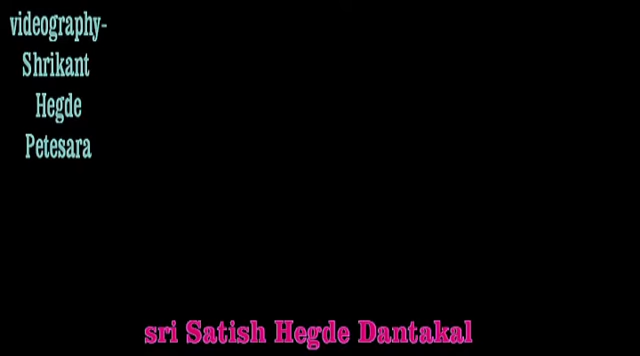 videography-
Shrikant
Hegde
Petesara
sri Satish Hegde Dantakal